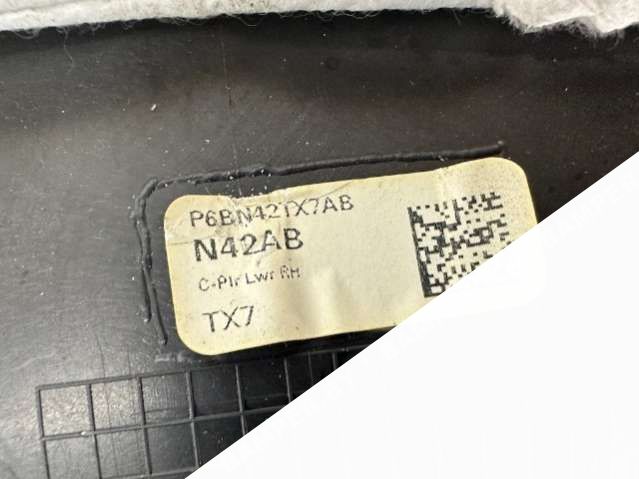 P6BN42TX7AB
N42AB
C-Plr Lwr RH
TX7